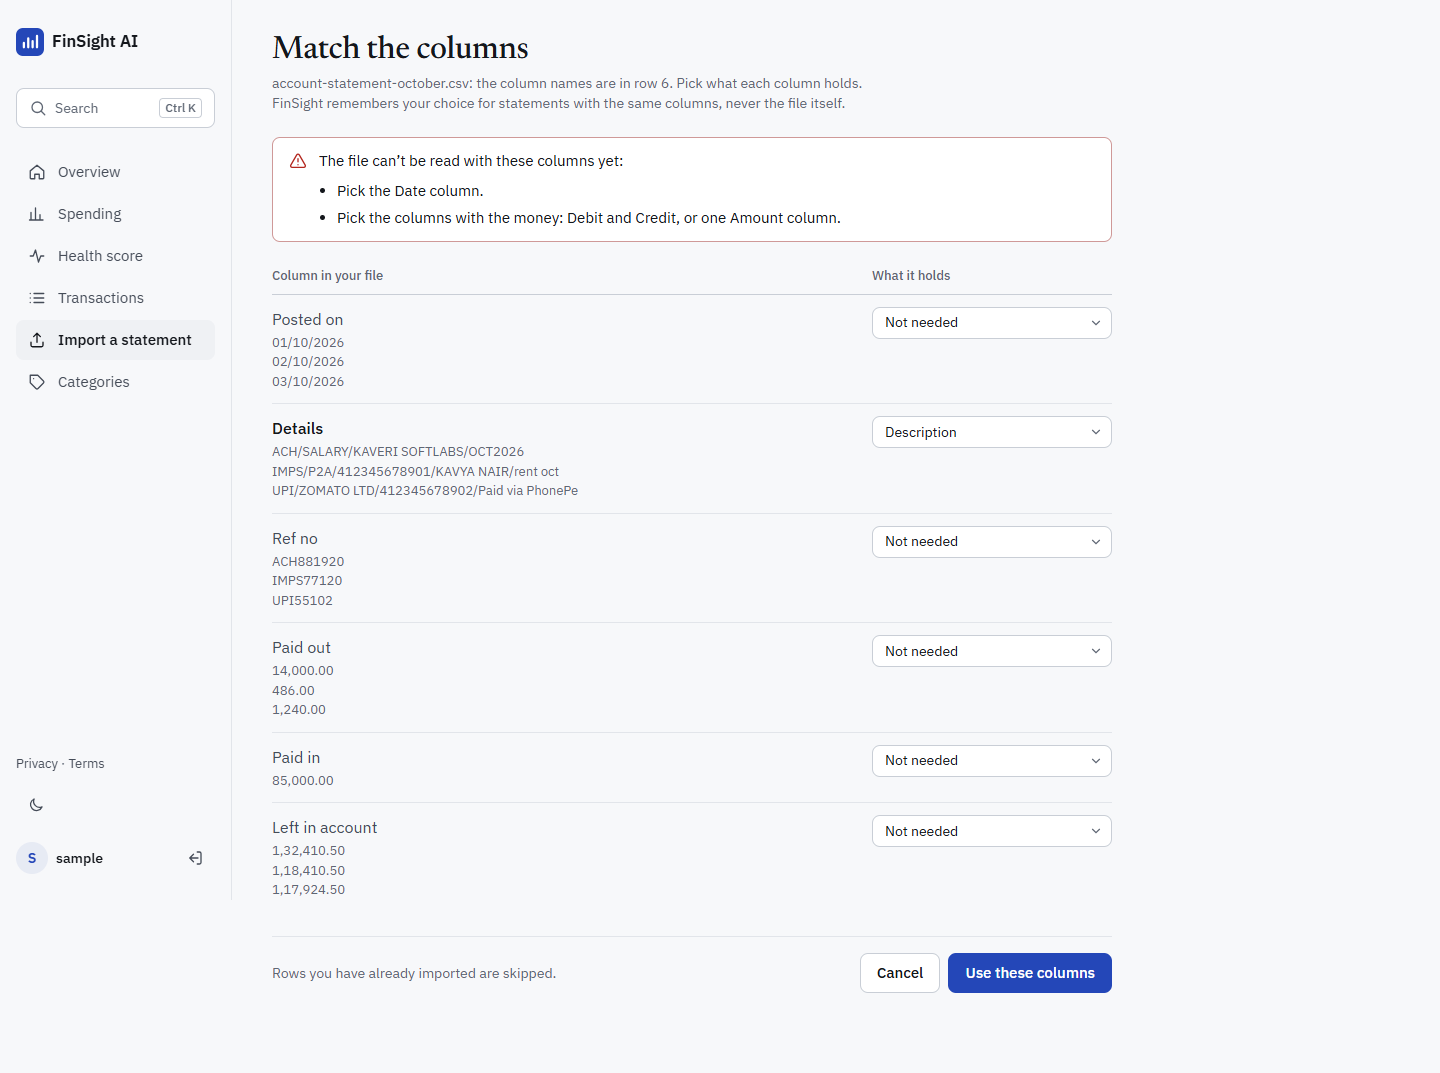 FinSight AI
Search
Ctrl K
Overview
Spending
Health score
Transactions
Import a statement
Categories
Privacy · Terms
S
sample
Match the columns
account-statement-october.csv: the column names are in row 6. Pick what each column holds.
FinSight remembers your choice for statements with the same columns, never the file itself.
The file can’t be read with these columns yet:
• Pick the Date column.
• Pick the columns with the money: Debit and Credit, or one Amount column.
Column in your file
What it holds
Posted on
Not needed
01/10/2026
02/10/2026
03/10/2026
Details
Description
ACH/SALARY/KAVERI SOFTLABS/OCT2026
IMPS/P2A/412345678901/KAVYA NAIR/rent oct
UPI/ZOMATO LTD/412345678902/Paid via PhonePe
Ref no
Not needed
ACH881920
IMPS77120
UPI55102
Paid out
Not needed
14,000.00
486.00
1,240.00
Paid in
Not needed
85,000.00
Left in account
Not needed
1,32,410.50
1,18,410.50
1,17,924.50
Rows you have already imported are skipped.
Cancel
Use these columns